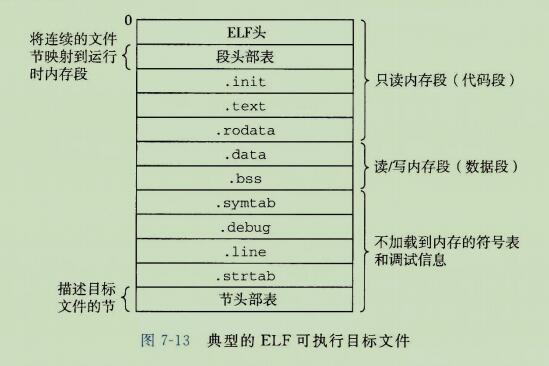 0
将连续的文件
节映射到运行
时内存段
ELF头
段头部表
.init
.text
.rodata
只读内存段（代码段）
.data
.bss
读/写内存段（数据段）
.symtab
.debug
.line
.strtab
不加载到内存的符号表
和调试信息
描述目标
文件的节
节头部表
图 7-13 典型的 ELF 可执行目标文件